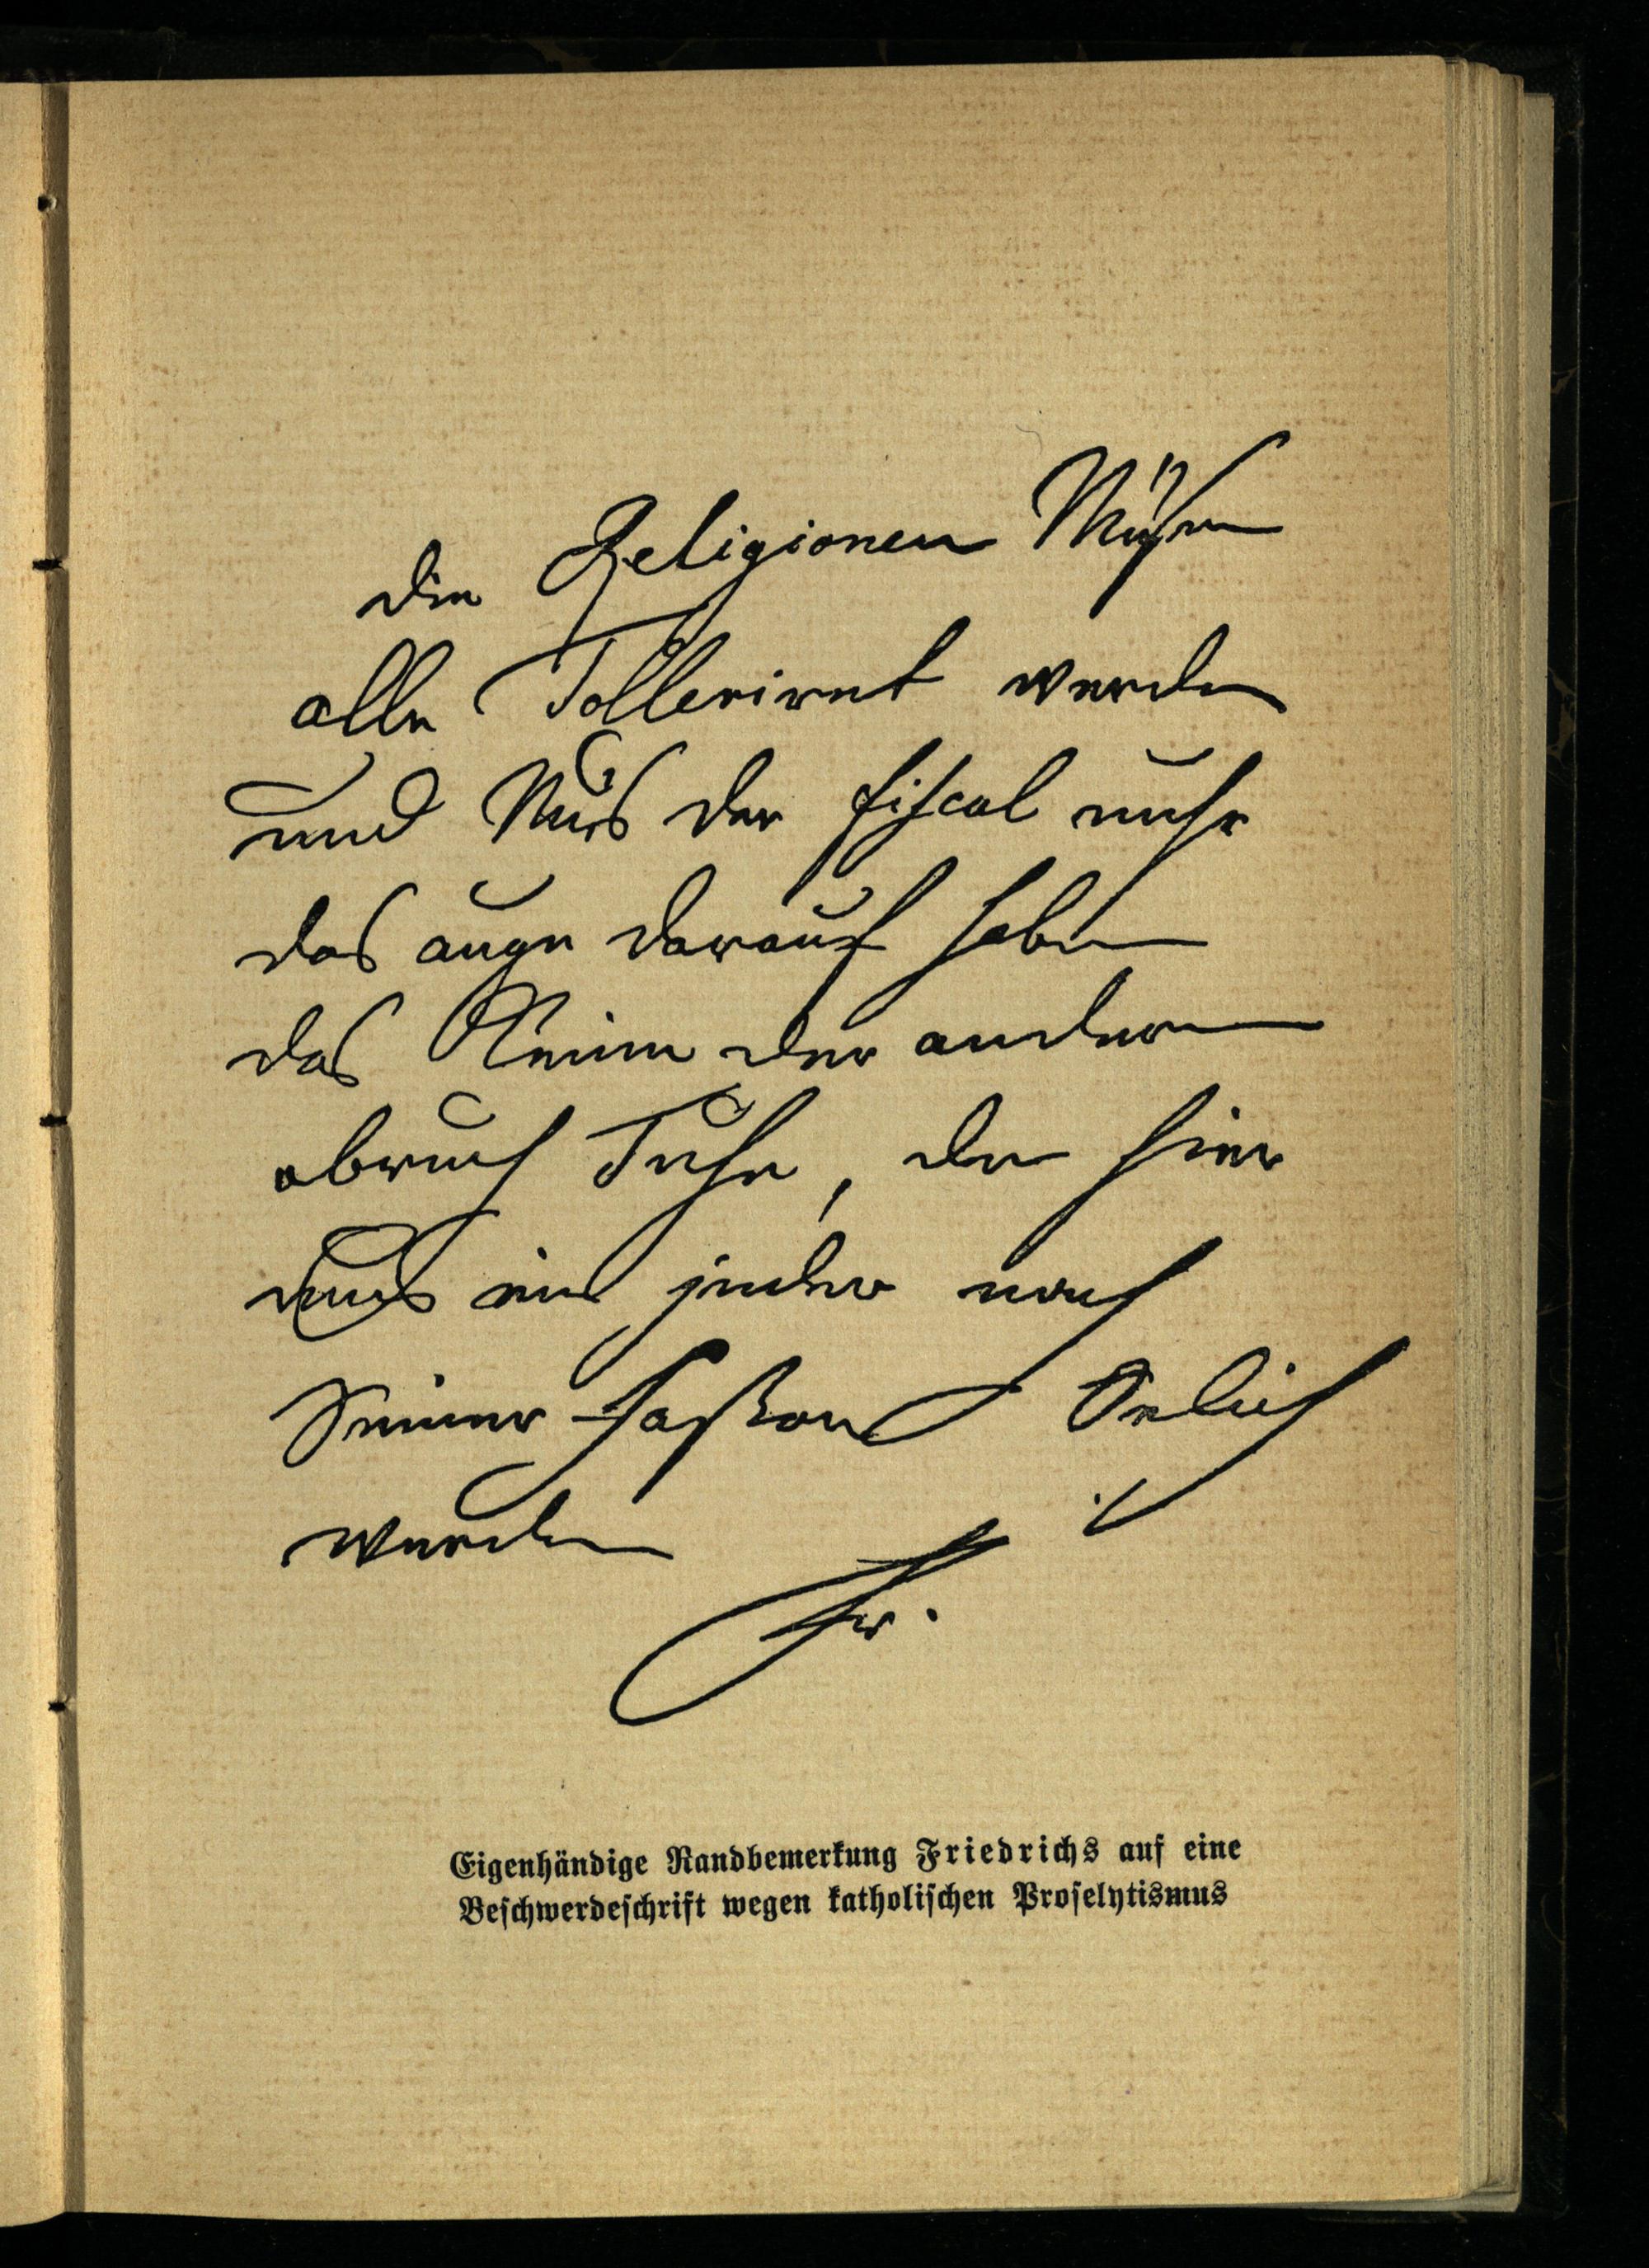 die Religionen Müsen
alle Tolleriret werden
und Mus der fiscal nuhr
das auge darauf haben
das Keine der anderen
abruch Tuhe, den hier
mus ein jeder nach
Seiner Faßon Selich
werden
Fr.
Eigenhändige Randbemerkung Friedrichs auf eine
Beschwerdeschrift wegen katholischen Proselytismus